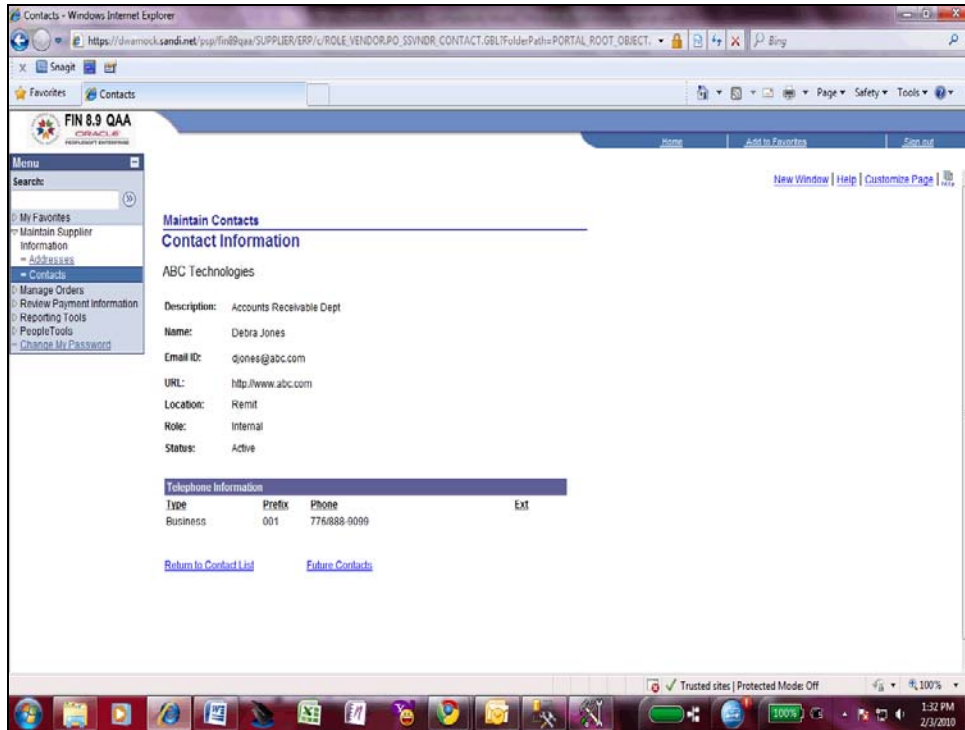 Contacts - Windows Internet Explorer
https://dwamock.sandi.net/psp/fin89qaa/SUPPLIER/ERP/c/ROLE_VENDOR.PO_SSVNDR_CONTACT.GBL?FolderPath=PORTAL_ROOT_OBJECT.
Bing
x Snagit
Favorites Contacts
Page Safety Tools
FIN 8.9 QAA
ORACLE
PEOPLESOFT ENTERPRISE
Home Add to Favorites Sign out
Menu
New Window | Help | Customize Page |
Search:
My Favorites
Maintain Supplier
Information
- Addresses
- Contacts
Manage Orders
Review Payment Information
Reporting Tools
PeopleTools
- Change My Password
Maintain Contacts
Contact Information
ABC Technologies
Description: Accounts Receivable Dept
Name: Debra Jones
Email ID: djones@abc.com
URL: http://www.abc.com
Location: Remit
Role: Internal
Status: Active
Telephone Information
Type Prefix Phone Ext
Business 001 776/888-9099
Return to Contact List Future Contacts
Trusted sites | Protected Mode: Off 100%
100% 1:32 PM
2/3/2010